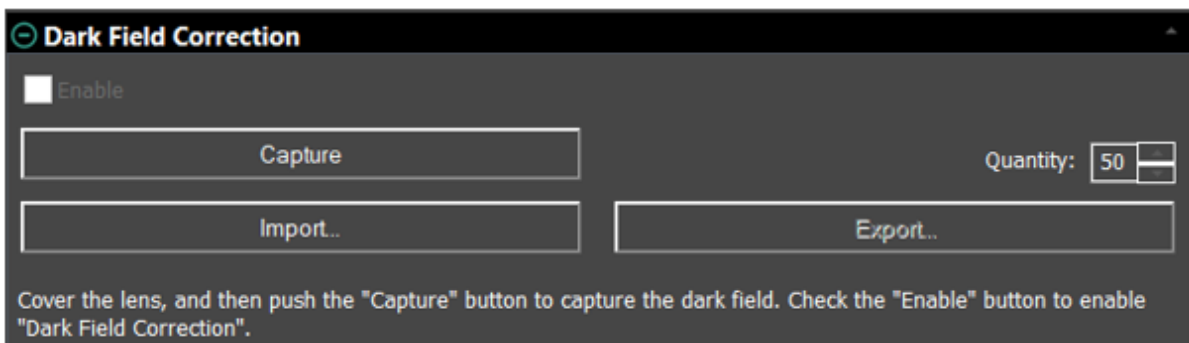 Dark Field Correction
Enable
Capture
Quantity: 50
Import...
Export...
Cover the lens, and then push the "Capture" button to capture the dark field. Check the "Enable" button to enable
"Dark Field Correction".